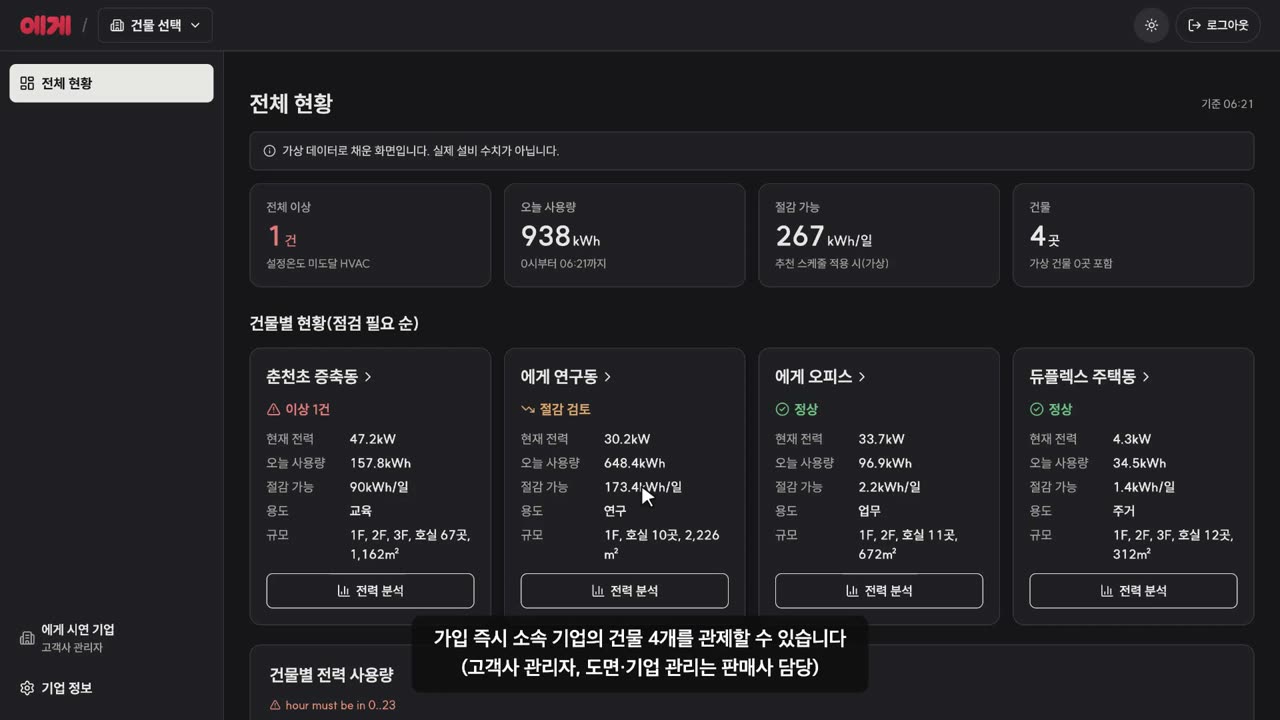 에게 / 건물 선택
로그아웃
전체 현황
전체 현황
기준 06:21
가상 데이터로 채운 화면입니다. 실제 설비 수치가 아닙니다.
전체 이상
1 건
설정온도 미도달 HVAC
오늘 사용량
938 kWh
0시부터 06:21까지
절감 가능
267 kWh/일
추천 스케줄 적용 시(가상)
건물
4 곳
가상 건물 0곳 포함
건물별 현황(점검 필요 순)
춘천초 증축동
이상 1건
현재 전력 47.2kW
오늘 사용량 157.8kWh
절감 가능 90kWh/일
용도 교육
규모 1F, 2F, 3F, 호실 67곳,
1,162m²
전력 분석
에게 연구동
절감 검토
현재 전력 30.2kW
오늘 사용량 648.4kWh
절감 가능 173.4kWh/일
용도 연구
규모 1F, 호실 10곳, 2,226
m²
전력 분석
에게 오피스
정상
현재 전력 33.7kW
오늘 사용량 96.9kWh
절감 가능 2.2kWh/일
용도 업무
규모 1F, 2F, 호실 11곳,
672m²
전력 분석
듀플렉스 주택동
정상
현재 전력 4.3kW
오늘 사용량 34.5kWh
절감 가능 1.4kWh/일
용도 주거
규모 1F, 2F, 3F, 호실 12곳,
312m²
전력 분석
에게 시연 기업
고객사 관리자
기업 정보
가입 즉시 소속 기업의 건물 4개를 관제할 수 있습니다
(고객사 관리자, 도면·기업 관리는 판매사 담당)
건물별 전력 사용량
hour must be in 0..23